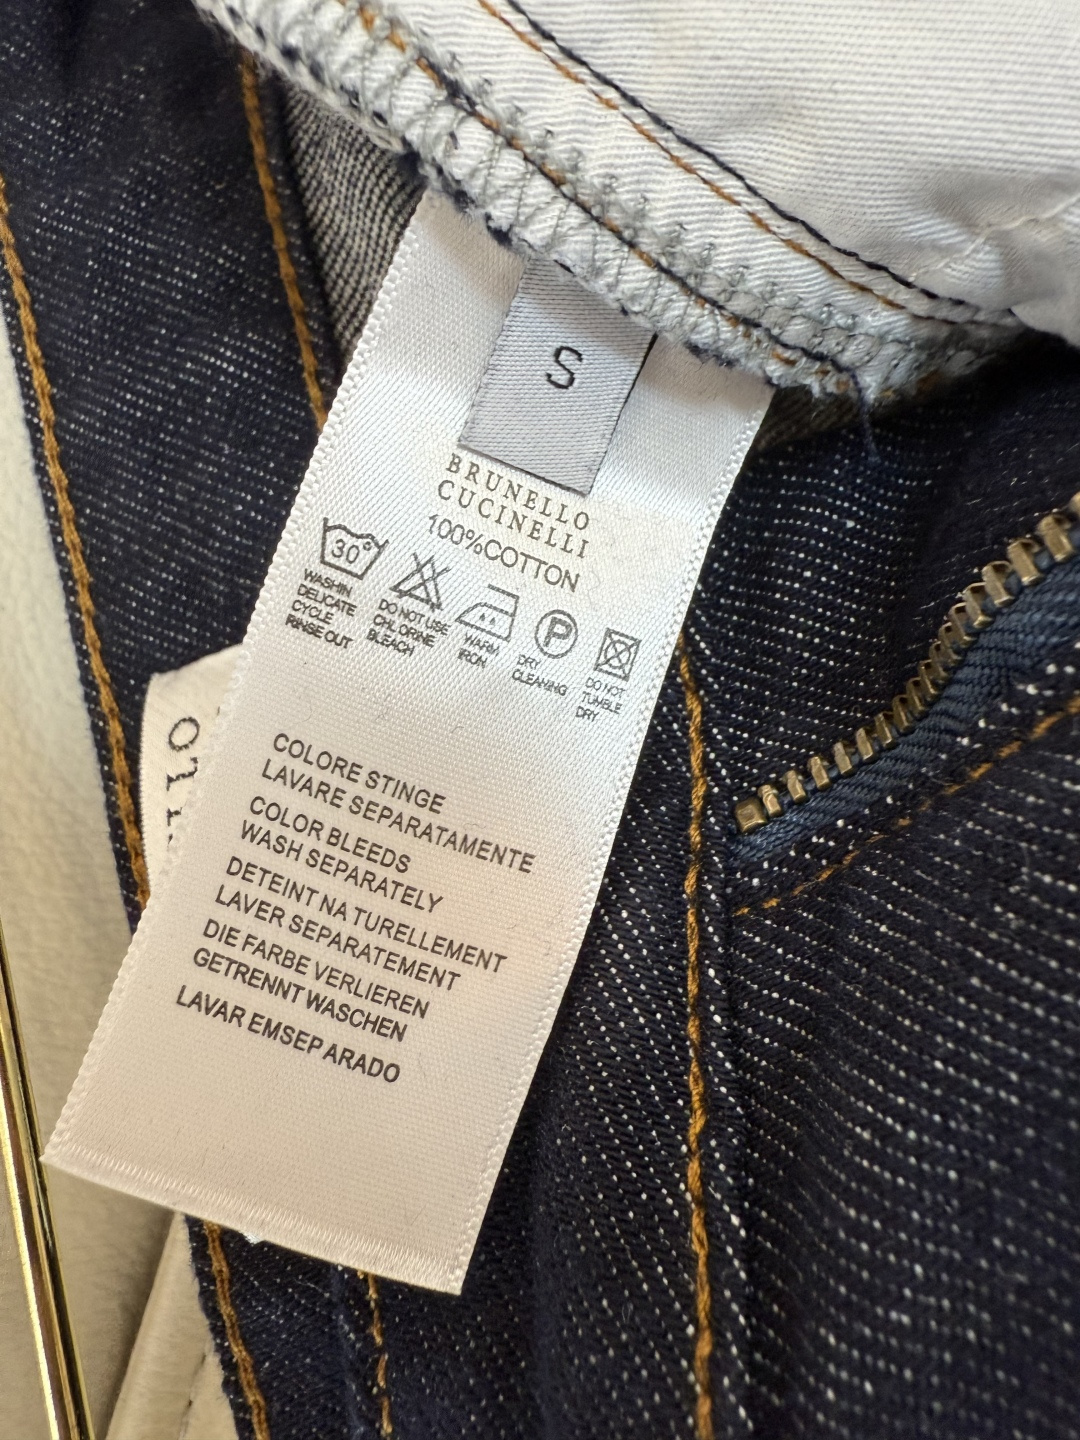 S
BRUNELLO
CUCINELLI
100%COTTON
30°
WASHIN
DELICATE
CYCLE
RINSE OUT
DO NOT USE
CHLORINE
BLEACH
WARM
IRON
P
DRY
CLEANING
DO NOT
TUMBLE
DRY
COLORE STINGE
LAVARE SEPARATAMENTE
COLOR BLEEDS
WASH SEPARATELY
DETEINT NA TURELLEMENT
LAVER SEPARATEMENT
DIE FARBE VERLIEREN
GETRENNT WASCHEN
LAVAR EMSEP ARADO